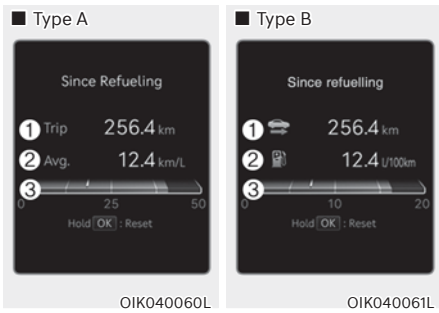 ■ Type A
Since Refueling
① Trip 256.4 km
② Avg. 12.4 km/L
③
0 25 50
Hold OK : Reset
OIK040060L
■ Type B
Since refuelling
① 256.4 km
② 12.4 L/100km
③
0 10 20
Hold OK : Reset
OIK040061L